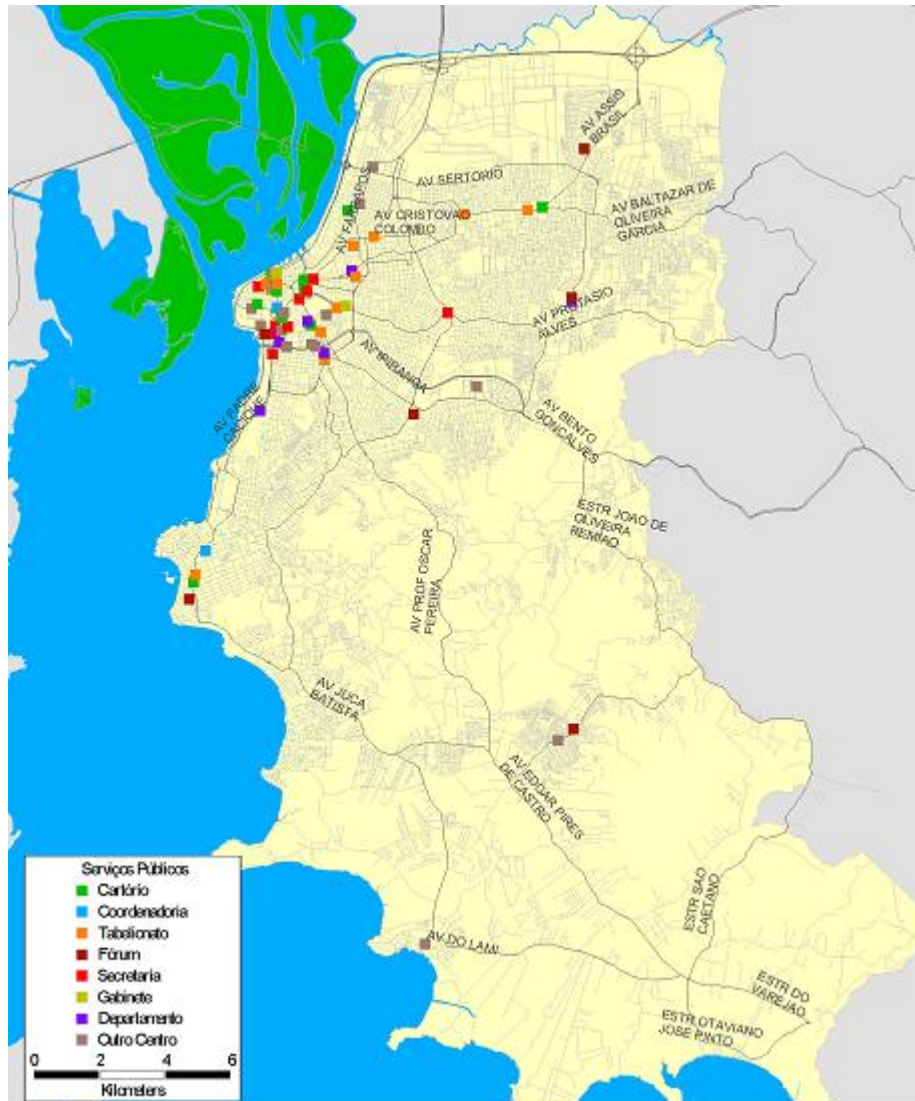 AV ASSIS
BRASIL
AV SERTORIO
AV FARRAPOS
AV BALTAZAR DE
OLIVEIRA
GARCIA
AV CRISTOVAO
COLOMBO
AV PROTASIO
ALVES
AV IPIRANGA
AV PADRE
CACIQUE
AV BENTO
GONCALVES
ESTR JOAO DE
OLIVEIRA
REMIAO
AV PROF OSCAR
PEREIRA
AV JUCA
BATISTA
AV EDGAR PIRES
DE CASTRO
ESTR SAO
CAETANO
AV DO LAMI
ESTR DO
VAREJAO
ESTR OTAVIANO
JOSE PINTO
Serviços Públicos
Cartório
Coordenadoria
Tabelionato
Fórum
Secretaria
Gabinete
Departamento
Outro Centro
0 2 4 6
Kilometers